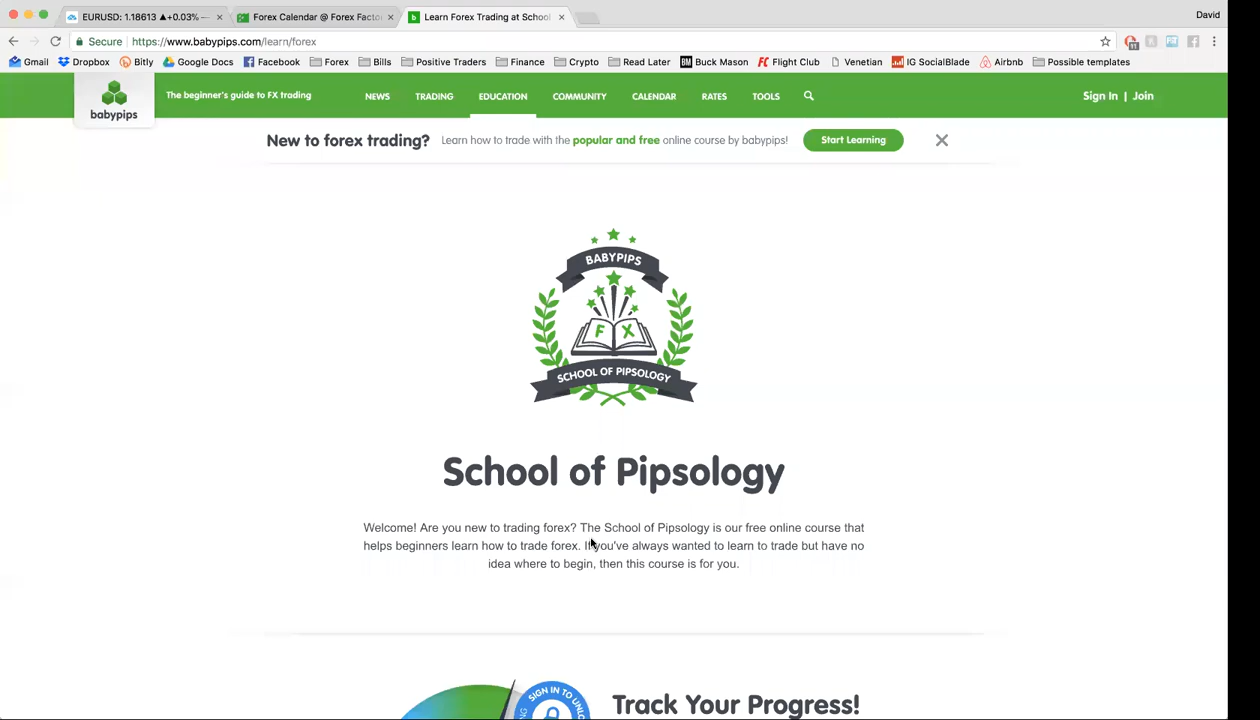 EURUSD: 1.18613 ▲+0.03%
Forex Calendar @ Forex Facto
Learn Forex Trading at School
David
Secure
https://www.babypips.com/learn/forex
Gmail
Dropbox
Bitly
Google Docs
Facebook
Forex
Bills
Positive Traders
Finance
Crypto
Read Later
BM Buck Mason
Flight Club
Venetian
IG SocialBlade
Airbnb
Possible templates
babypips
The beginner's guide to FX trading
NEWS
TRADING
EDUCATION
COMMUNITY
CALENDAR
RATES
TOOLS
Sign In | Join
New to forex trading?
Learn how to trade with the popular and free online course by babypips!
Start Learning
BABYPIPS
F X
SCHOOL OF PIPSOLOGY
School of Pipsology
Welcome! Are you new to trading forex? The School of Pipsology is our free online course that
helps beginners learn how to trade forex. If you've always wanted to learn to trade but have no
idea where to begin, then this course is for you.
SIGN IN TO UNLO
Track Your Progress!